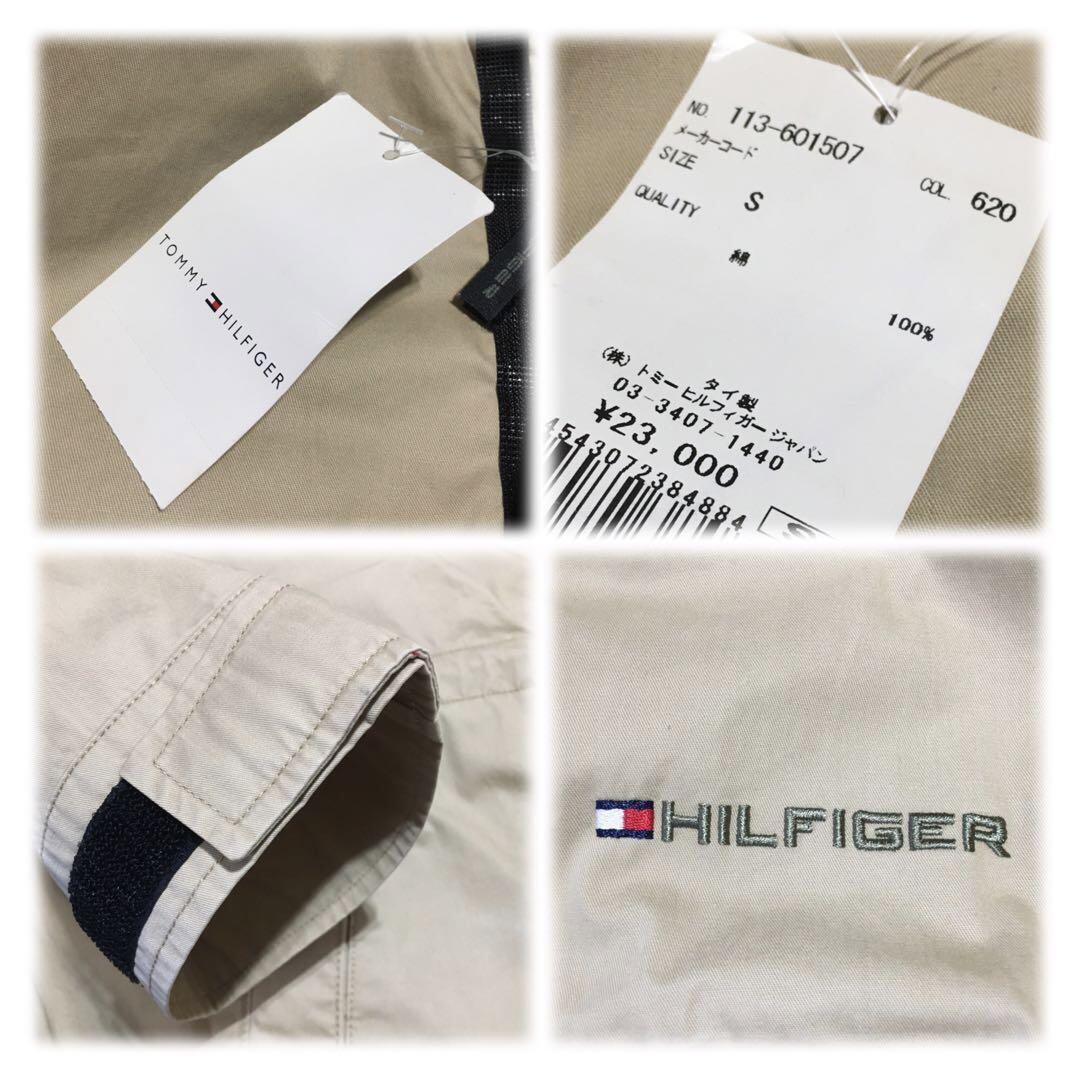 TOMMY HILFIGER
NO. 113-601507
メーカーコード
COL. 620
SIZE S
QUALITY
綿
100%
タイ製
(株)トミーヒルフィガージャパン
03-3407-1440
¥23,000
4543072384884
HILFIGER